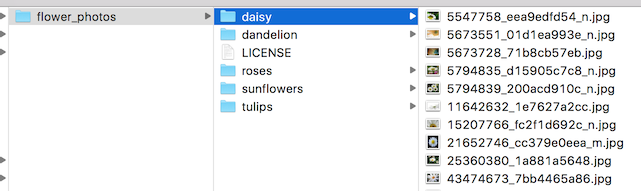 flower_photos
daisy
dandelion
LICENSE
roses
sunflowers
tulips
5547758_eea9edfd54_n.jpg
5673551_01d1ea993e_n.jpg
5673728_71b8cb57eb.jpg
5794835_d15905c7c8_n.jpg
5794839_200acd910c_n.jpg
11642632_1e7627a2cc.jpg
15207766_fc2f1d692c_n.jpg
21652746_cc379e0eea_m.jpg
25360380_1a881a5648.jpg
43474673_7bb4465a86.jpg